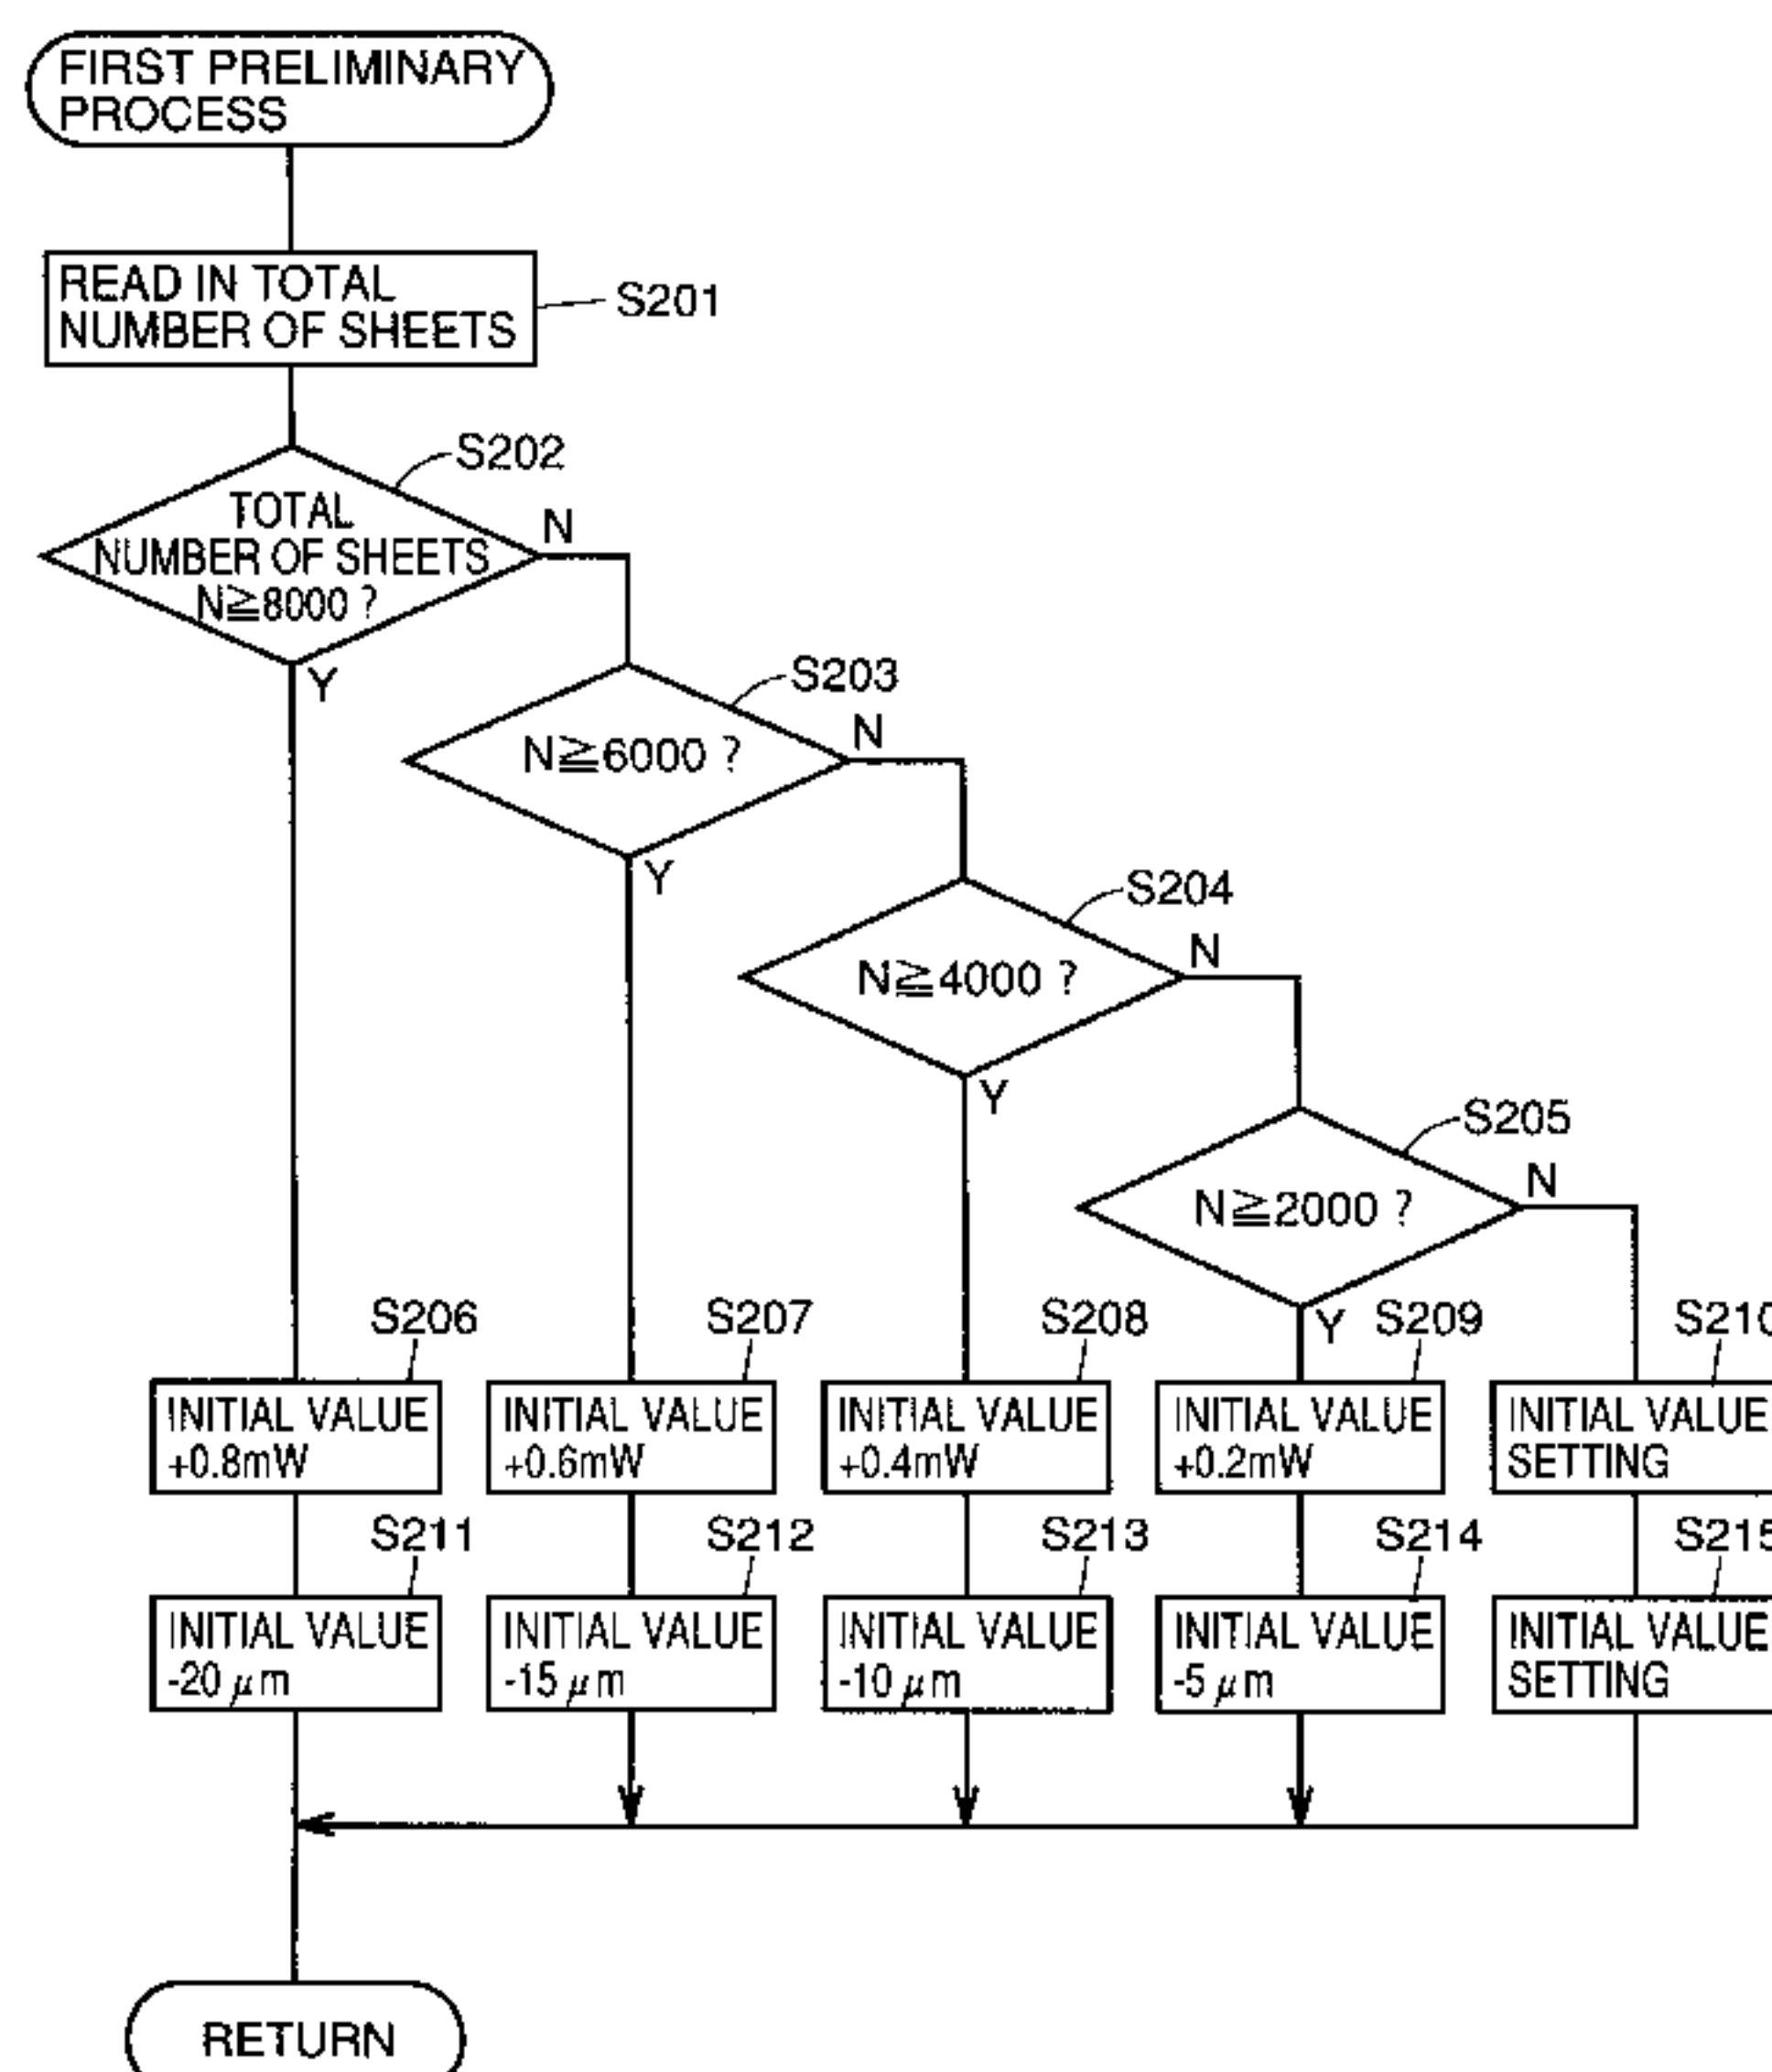 FIRST PRELIMINARY
PROCESS
READ IN TOTAL
NUMBER OF SHEETS
S201
S202
TOTAL
NUMBER OF SHEETS
N≧8000 ?
N
Y
S203
N≧6000 ?
N
Y
S204
N≧4000 ?
N
Y
S205
N≧2000 ?
N
Y
S206
INITIAL VALUE
+0.8mW
S207
INITIAL VALUE
+0.6mW
S208
INITIAL VALUE
+0.4mW
S209
INITIAL VALUE
+0.2mW
S210
INITIAL VALUE
SETTING
S211
INITIAL VALUE
-20 μm
S212
INITIAL VALUE
-15 μm
S213
INITIAL VALUE
-10 μm
S214
INITIAL VALUE
-5 μm
S215
INITIAL VALUE
SETTING
RETURN